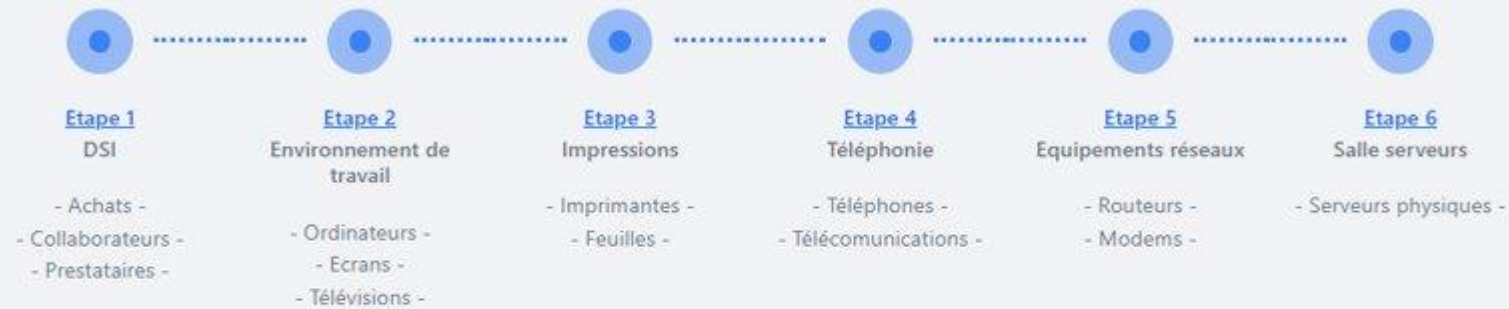 Etape 1
DSI
- Achats -
- Collaborateurs -
- Prestataires -
Etape 2
Environnement de
travail
- Ordinateurs -
- Ecrans -
- Télévisions -
Etape 3
Impressions
- Imprimantes -
- Feuilles -
Etape 4
Téléphonie
- Téléphones -
- Télécomunications -
Etape 5
Equipements réseaux
- Routeurs -
- Modems -
Etape 6
Salle serveurs
- Serveurs physiques -